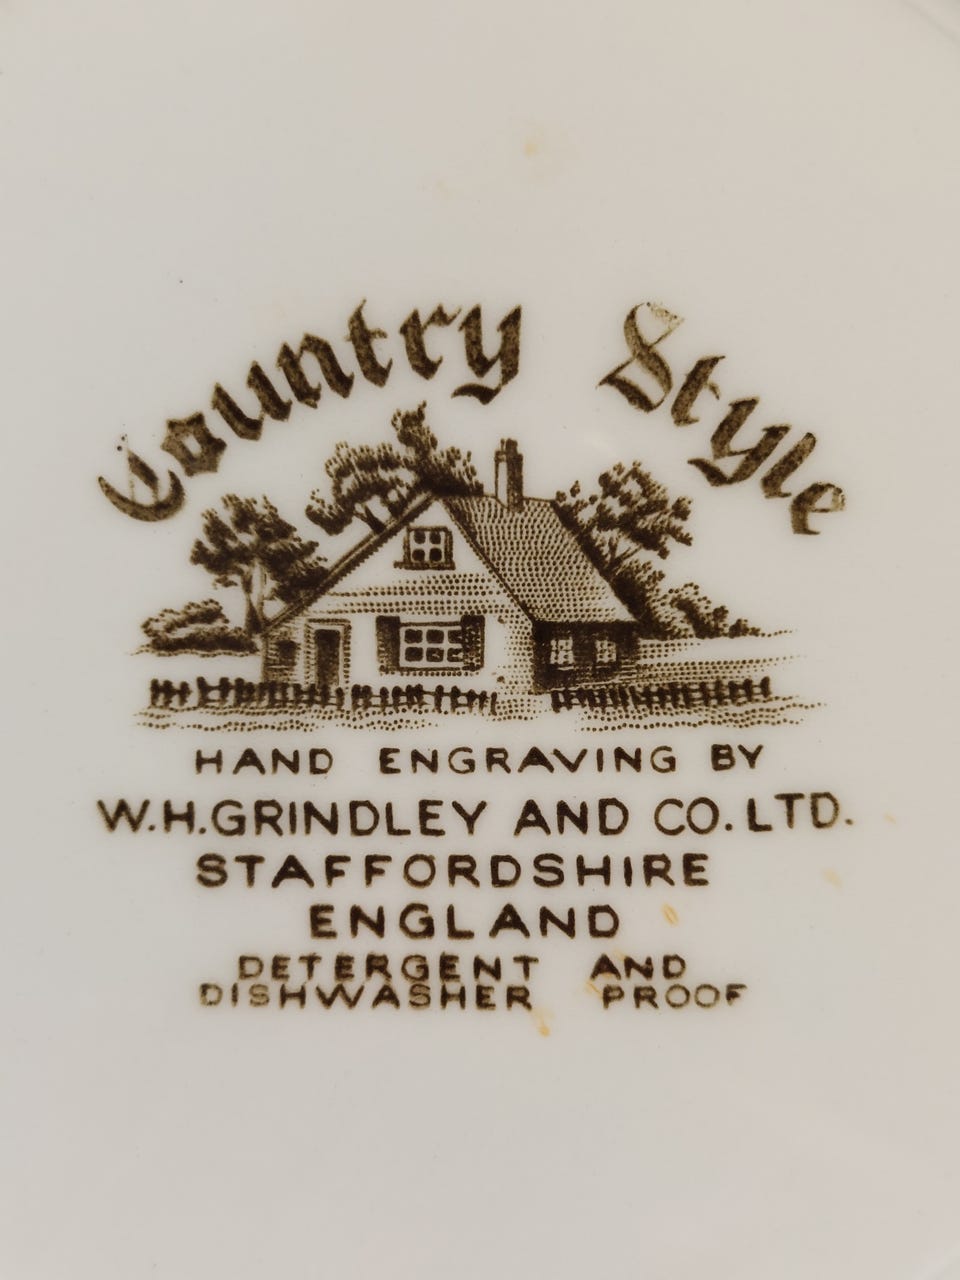 Country Style
HAND ENGRAVING BY
W.H.GRINDLEY AND CO. LTD.
STAFFORDSHIRE
ENGLAND
DETERGENT AND
DISHWASHER PROOF